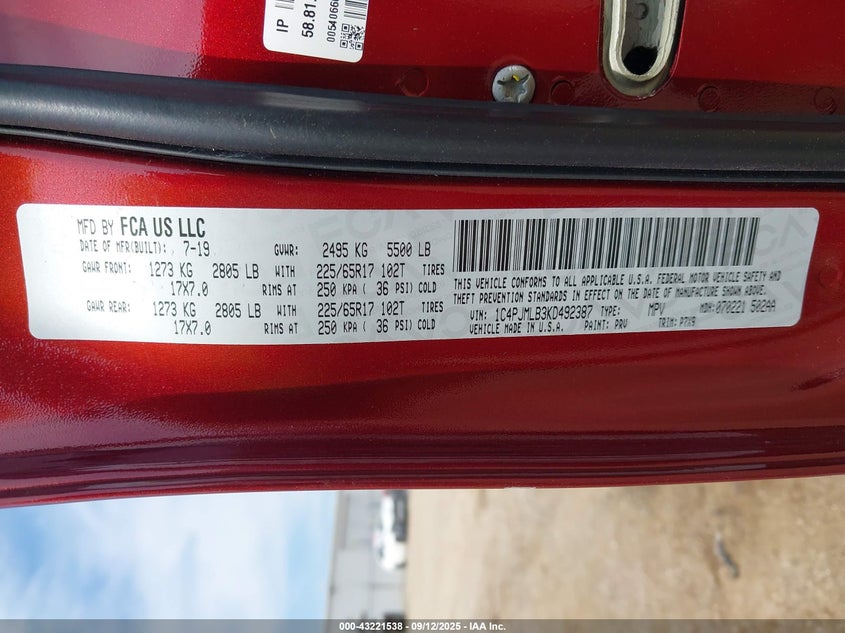 IP
MFD BY FCA US LLC
DATE OF MFR(BUILT): 7-19 GVWR: 2495 KG 5500 LB
GAWR FRONT: 1273 KG 2805 LB WITH 225/65R17 102T TIRES
17X7.0 RIMS AT 250 KPA ( 36 PSI) COLD
GAWR REAR: 1273 KG 2805 LB WITH 225/65R17 102T TIRES
17X7.0 RIMS AT 250 KPA ( 36 PSI) COLD
THIS VEHICLE CONFORMS TO ALL APPLICABLE U.S.A. FEDERAL MOTOR VEHICLE SAFETY AND
THEFT PREVENTION STANDARDS IN EFFECT ON THE DATE OF MANUFACTURE SHOWN ABOVE.
VIN: 1C4PJMLB3KD492387 TYPE: MPV MDH: 070221 502AA
VEHICLE MADE IN U.S.A. PAINT: PRV TRIM: P7X9
000-43221538 - 09/12/2025 - IAA Inc.